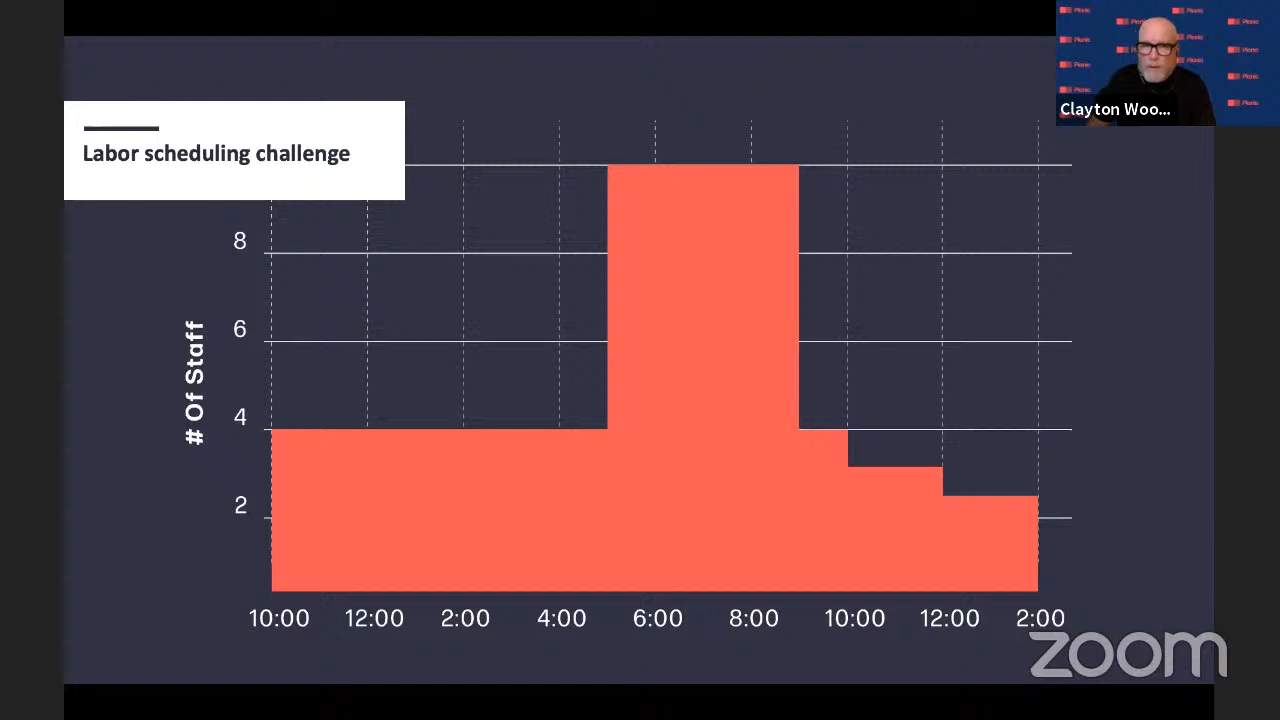 Picnic
Clayton Woo...
Labor scheduling challenge
8
6
4
2
# Of Staff
10:00 12:00 2:00 4:00 6:00 8:00 10:00 12:00 2:00
zoom